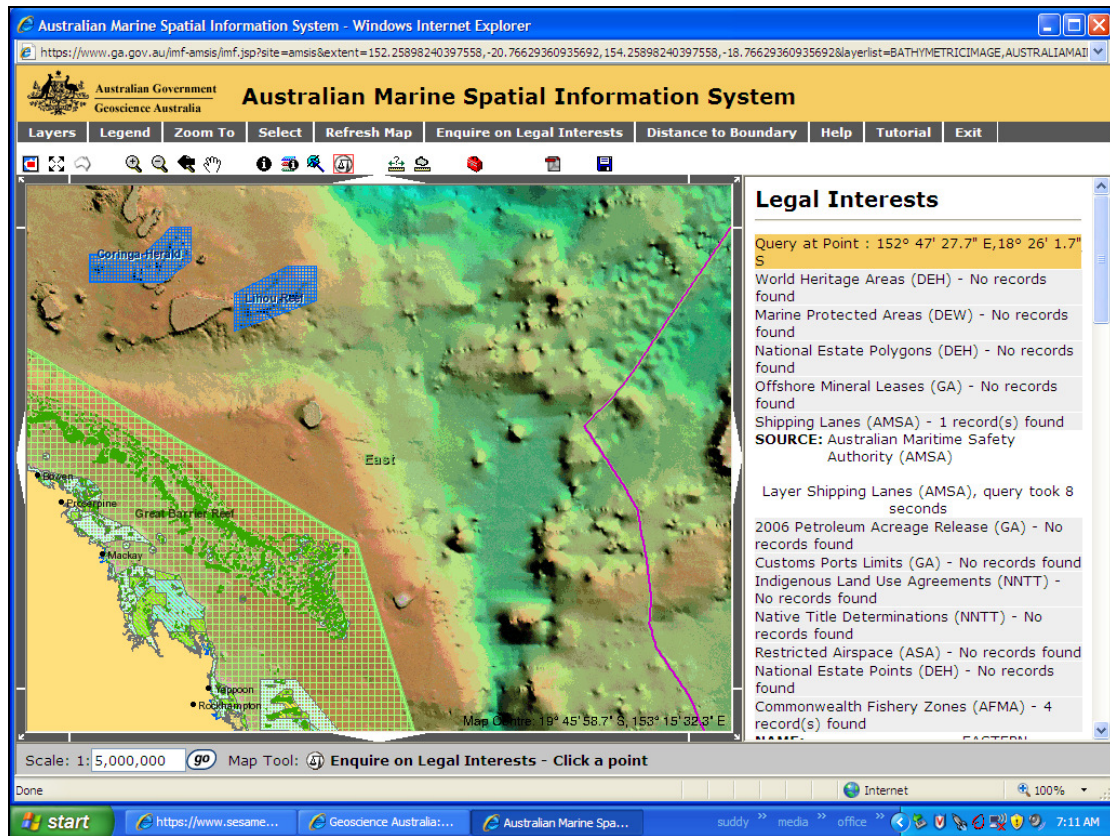 Australian Marine Spatial Information System - Windows Internet Explorer
https://www.ga.gov.au/imf-amsis/imf.jsp?site=amsis&extent=152.25898240397558,-20.76629360935692,154.25898240397558,-18.76629360935692&layerlist=BATHYMETRICIMAGE,AUSTRALIAMAI
Australian Government
Geoscience Australia
Australian Marine Spatial Information System
Layers Legend Zoom To Select Refresh Map Enquire on Legal Interests Distance to Boundary Help Tutorial Exit
Coringa-Herald
Lihou Reef
East
Bowen
Proserpine
Great Barrier Reef
Mackay
Yeppoon
Rockhampton
Map Centre: 19° 45' 58.7" S, 153° 15' 32.3" E
Legal Interests
Query at Point : 152° 47' 27.7" E,18° 26' 1.7"
S
World Heritage Areas (DEH) - No records
found
Marine Protected Areas (DEW) - No records
found
National Estate Polygons (DEH) - No records
found
Offshore Mineral Leases (GA) - No records
found
Shipping Lanes (AMSA) - 1 record(s) found
SOURCE: Australian Maritime Safety
Authority (AMSA)
Layer Shipping Lanes (AMSA), query took 8
seconds
2006 Petroleum Acreage Release (GA) - No
records found
Customs Ports Limits (GA) - No records found
Indigenous Land Use Agreements (NNTT) -
No records found
Native Title Determinations (NNTT) - No
records found
Restricted Airspace (ASA) - No records found
National Estate Points (DEH) - No records
found
Commonwealth Fishery Zones (AFMA) - 4
record(s) found
NAME: EASTERN
Scale: 1: 5,000,000 go Map Tool: Enquire on Legal Interests - Click a point
Done Internet 100%
start https://www.sesame... Geoscience Australia:... Australian Marine Spa... suddy media office 7:11 AM